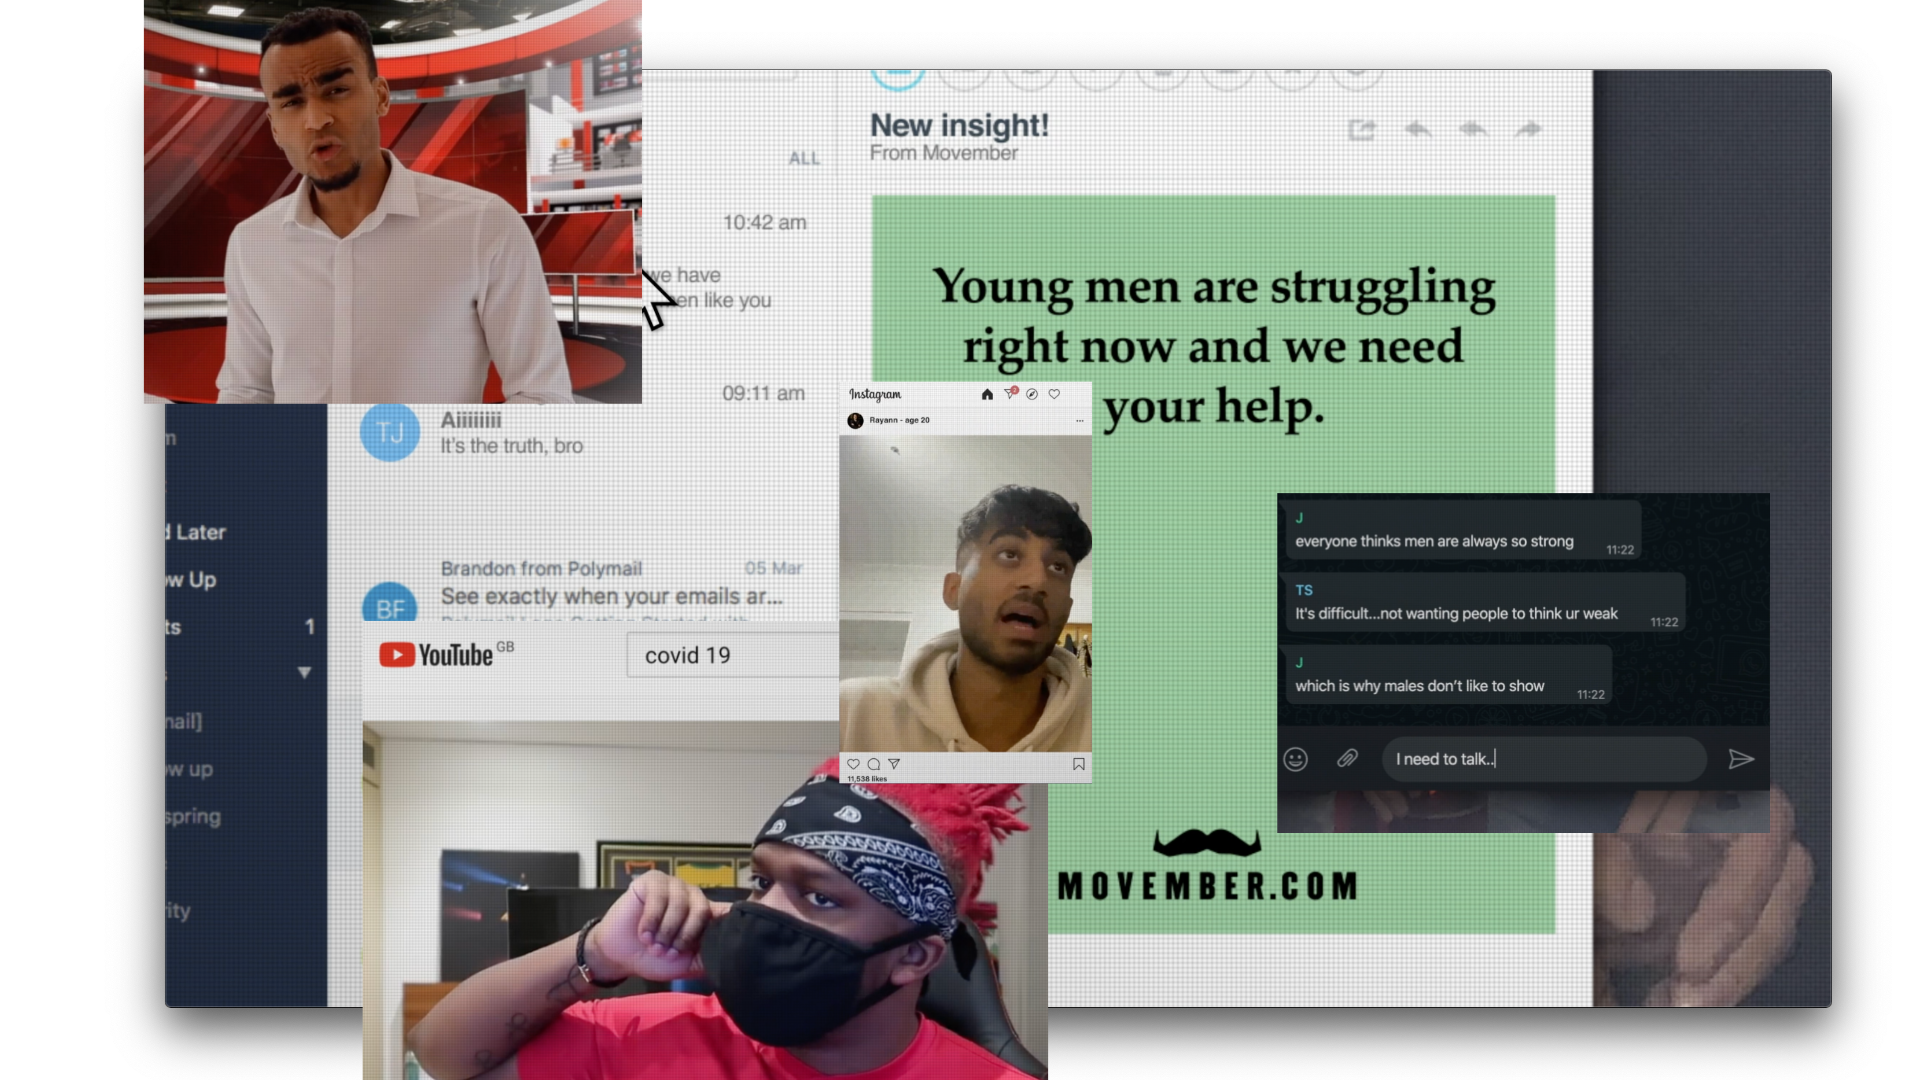 New insight!
From Movember
ALL
10:42 am
we have
en like you
Young men are struggling
right now and we need
your help.
09:11 am
TJ
Aiiiiiiii
It's the truth, bro
Instagram
Rayann - age 20
11,538 likes
d Later
ow Up
ts 1
nail]
ow up
spring
ity
Brandon from Polymail 05 Mar
BF
See exactly when your emails ar...
YouTube GB
covid 19
J
everyone thinks men are always so strong 11:22
TS
It's difficult...not wanting people to think ur weak 11:22
J
which is why males don't like to show 11:22
I need to talk..
MOVEMBER.COM